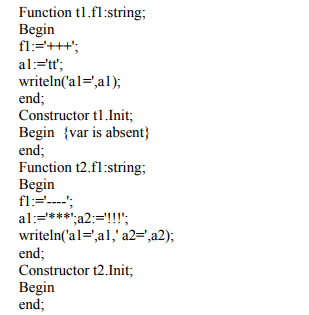 Function t1.f1:string;
Begin
f1:='+++';
a1:='tt';
writeln('a1=',a1);
end;
Constructor t1.Init;
Begin {var is absent}
end;
Function t2.f1:string;
Begin
f1:='----';
a1:='***';a2:='!!!';
writeln('a1=',a1,' a2=',a2);
end;
Constructor t2.Init;
Begin
end;